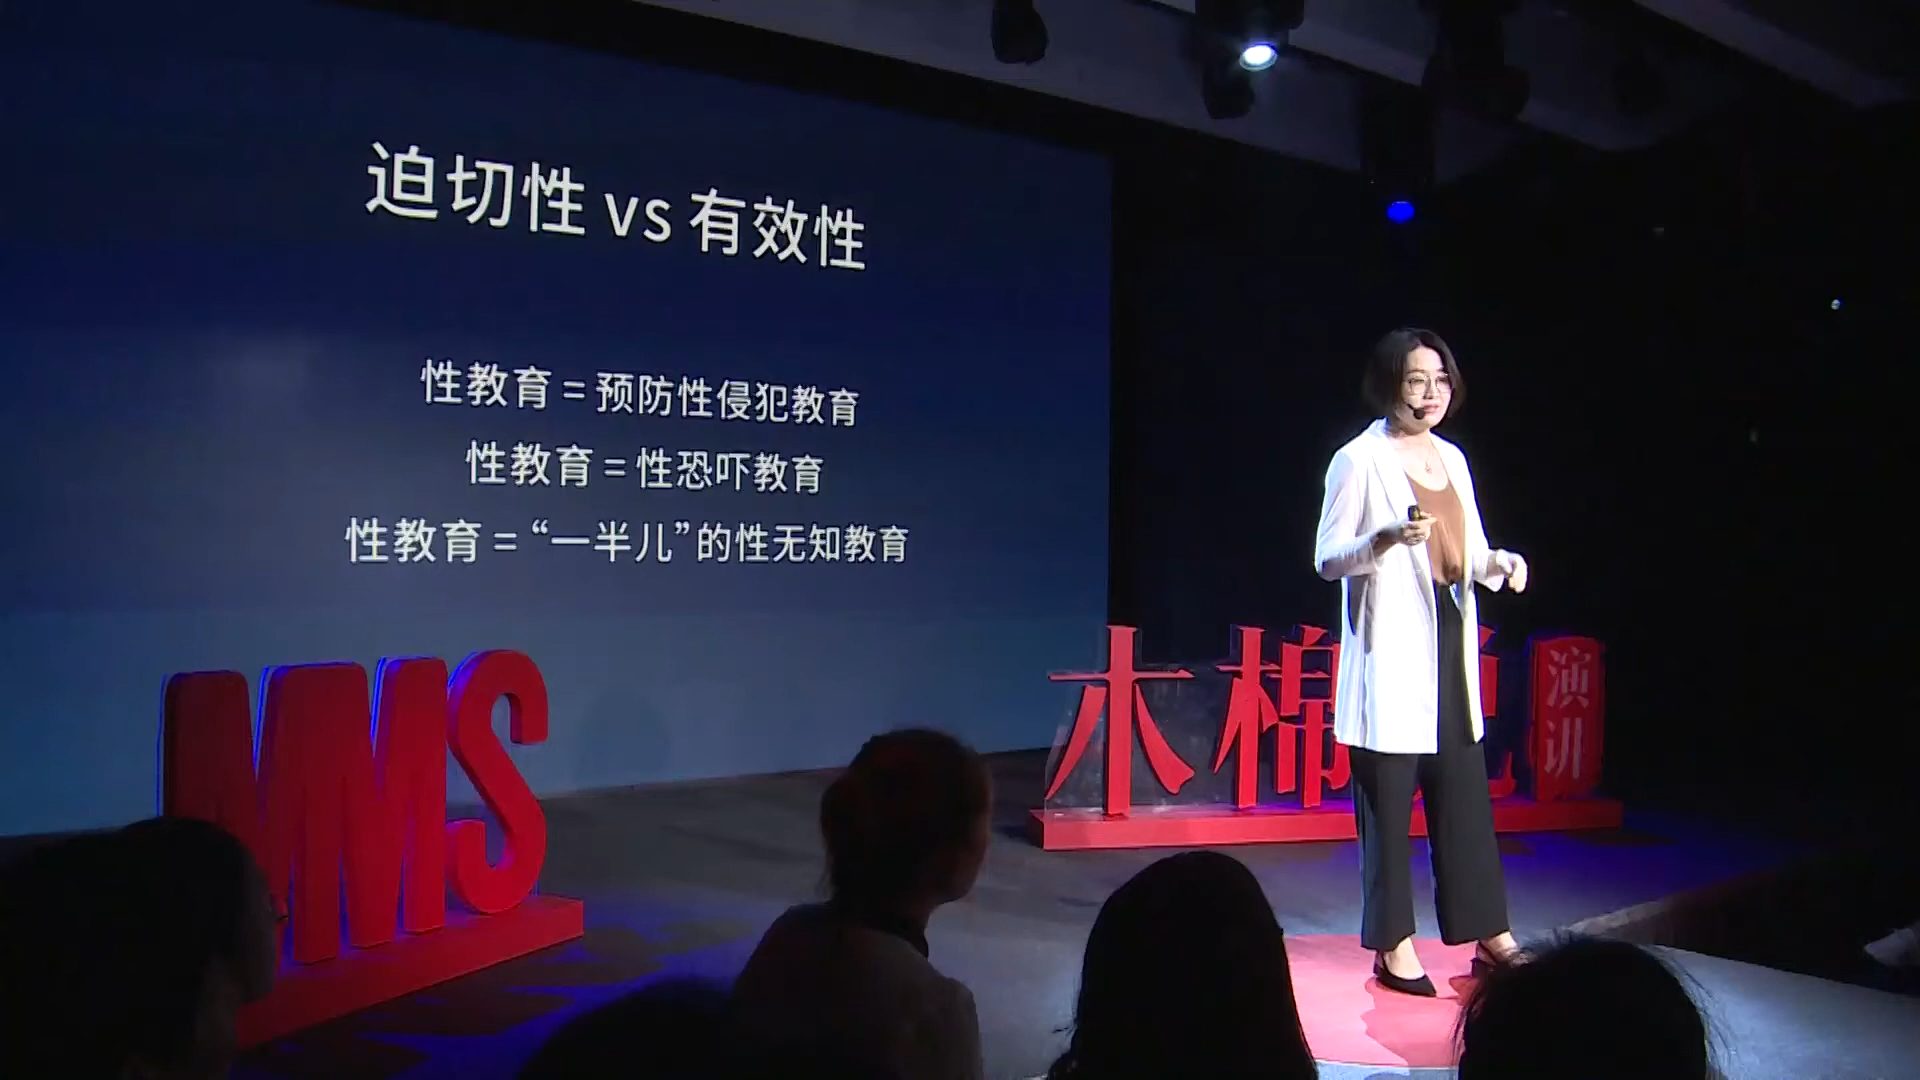 迫切性 vs 有效性
性教育 = 预防性侵犯教育
性教育 = 性恐吓教育
性教育 = “一半儿”的性无知教育
MMS
木棉
演讲